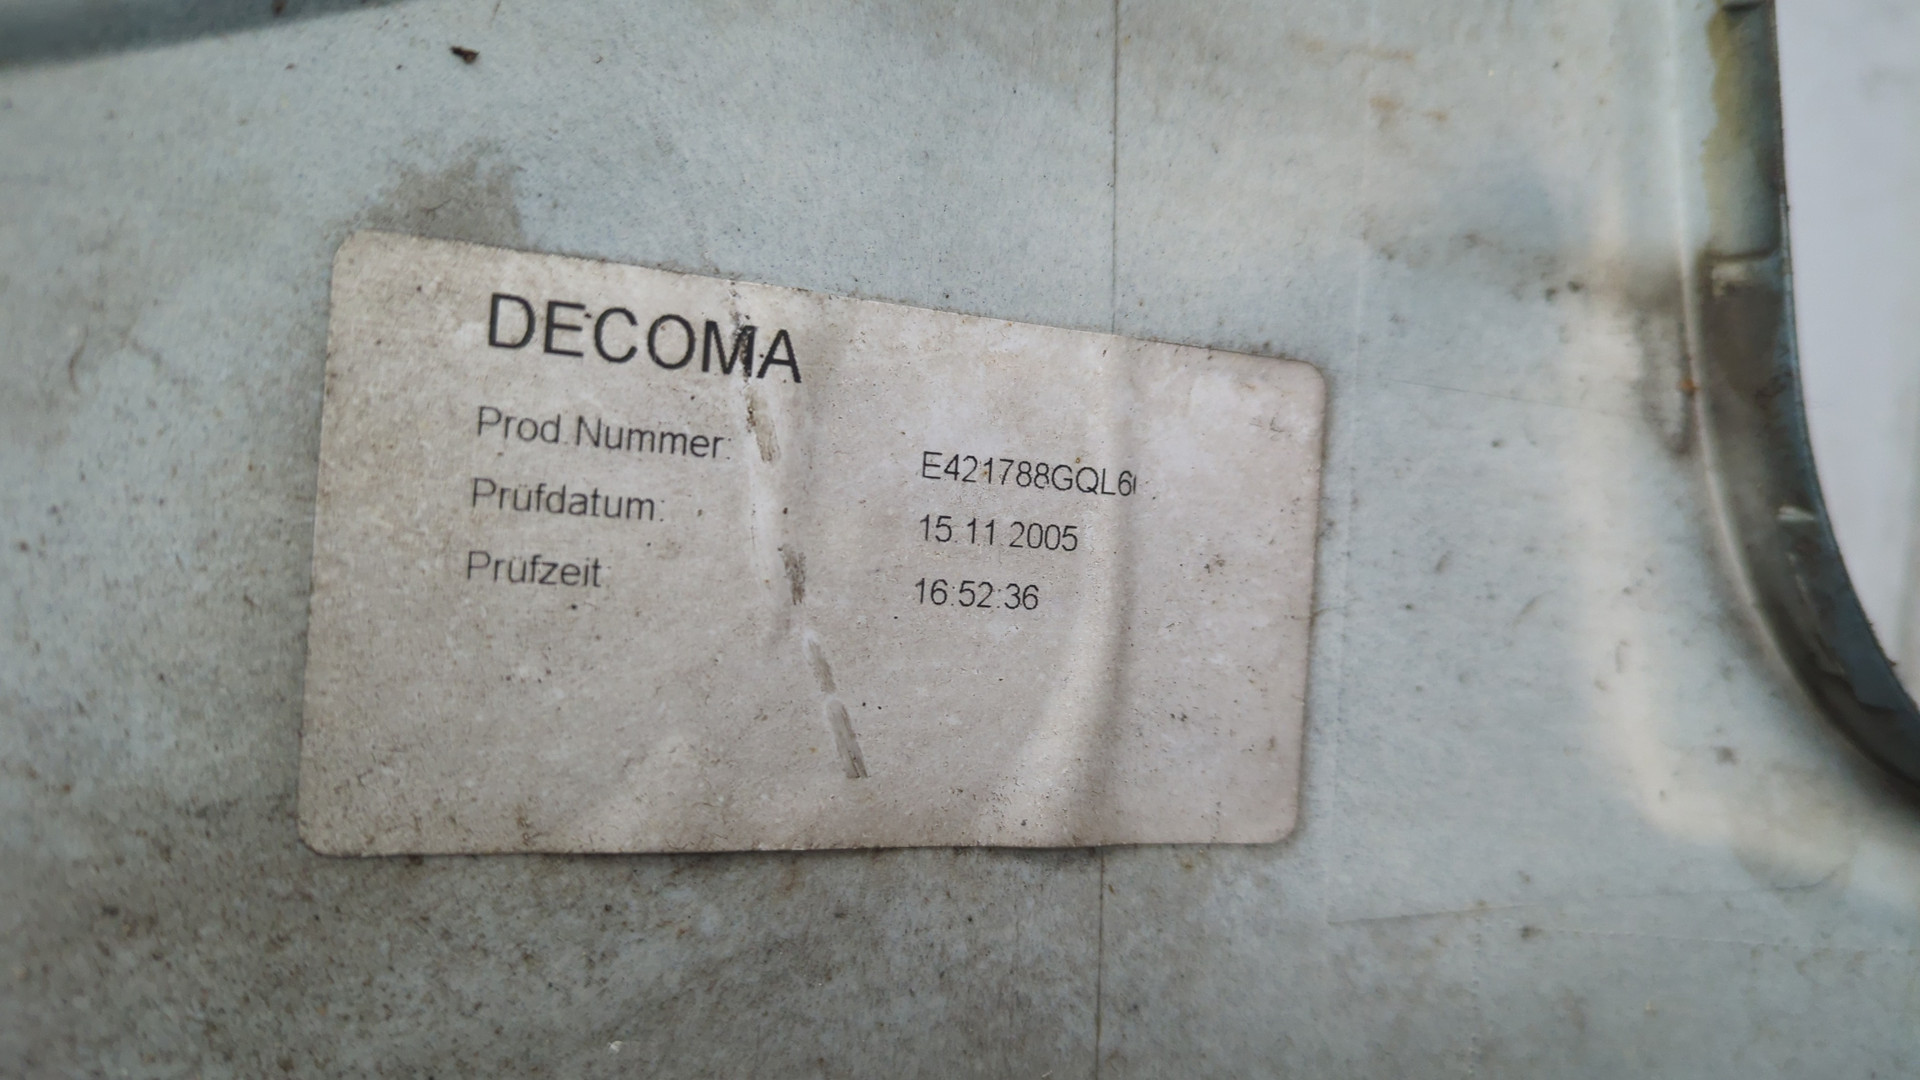 DECOMA
Prod.Nummer: E421788GQL6
Prüfdatum: 15.11.2005
Prüfzeit: 16:52:36